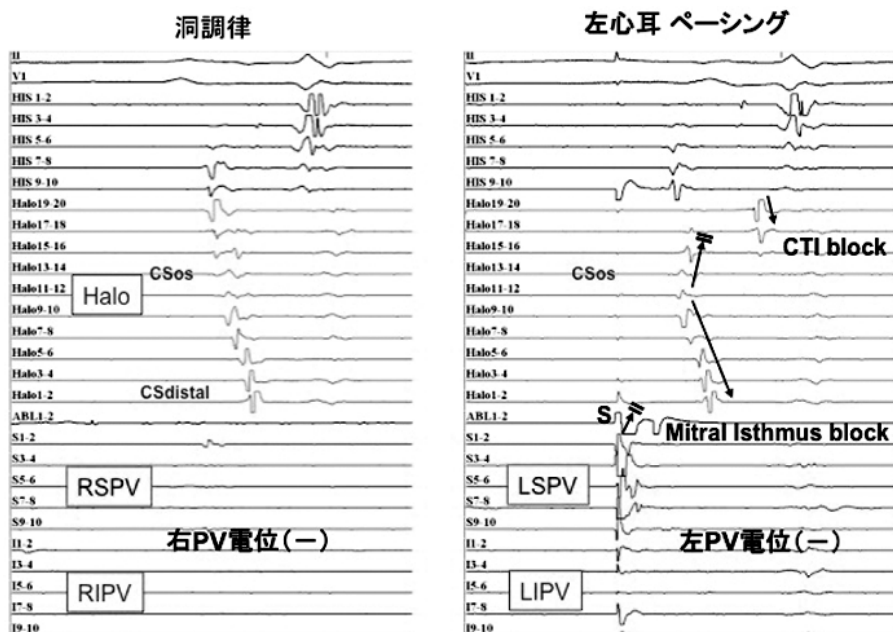 洞調律
II
V1
HIS 1-2
HIS 3-4
HIS 5-6
HIS 7-8
HIS 9-10
Halo19-20
Halo17-18
Halo15-16
Halo13-14
CSos
Halo11-12
Halo
Halo9-10
Halo7-8
Halo5-6
Halo3-4
CSdistal
Halo1-2
ABL1-2
S1-2
S3-4
S5-6
RSPV
S7-8
S9-10
右PV電位(-)
I1-2
I3-4
I5-6
RIPV
I7-8
I9-10
左心耳 ペーシング
II
V1
HIS 1-2
HIS 3-4
HIS 5-6
HIS 7-8
HIS 9-10
Halo19-20
Halo17-18
CTI block
Halo15-16
Halo13-14
CSos
Halo11-12
Halo9-10
Halo7-8
Halo5-6
Halo3-4
Halo1-2
S
ABL1-2
Mitral Isthmus block
S1-2
S3-4
S5-6
LSPV
S7-8
S9-10
左PV電位(-)
I1-2
I3-4
I5-6
LIPV
I7-8
I9-10